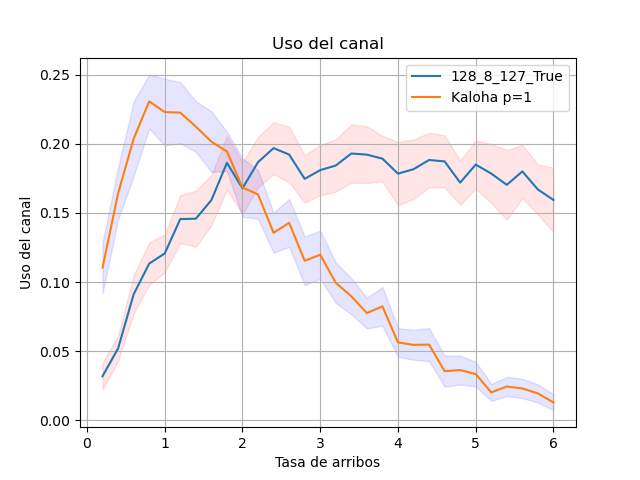 Uso del canal
128_8_127_True
Kaloha p=1
Uso del canal
0.25
0.20
0.15
0.10
0.05
0.00
0 1 2 3 4 5 6
Tasa de arribos